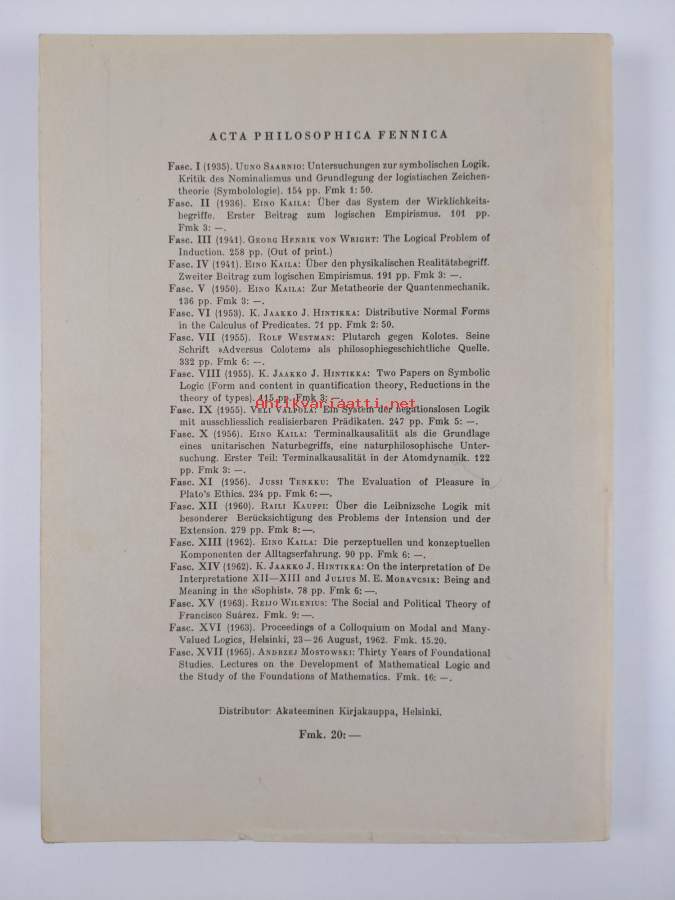 ACTA PHILOSOPHICA FENNICA
Fasc. I (1935). Uuno Saarnio: Untersuchungen zur symbolischen Logik.
Kritik des Nominalismus und Grundlegung der logistischen Zeichen-
theorie (Symbolologie). 154 pp. Fmk 1: 50.
Fasc. II (1936). Eino Kaila: Über das System der Wirklichkeits-
begriffe. Erster Beitrag zum logischen Empirismus. 101 pp.
Fmk 3: —.
Fasc. III (1941). Georg Henrik von Wright: The Logical Problem of
Induction. 258 pp. (Out of print.)
Fasc. IV (1941). Eino Kaila: Über den physikalischen Realitätsbegriff.
Zweiter Beitrag zum logischen Empirismus. 191 pp. Fmk 3: —.
Fasc. V (1950). Eino Kaila: Zur Metatheorie der Quantenmechanik.
136 pp. Fmk 3: —.
Fasc. VI (1953). K. Jaakko J. Hintikka: Distributive Normal Forms
in the Calculus of Predicates. 71 pp. Fmk 2: 50.
Fasc. VII (1955). Rolf Westman: Plutarch gegen Kolotes. Seine
Schrift »Adversus Colotem» als philosophiegeschichtliche Quelle.
332 pp. Fmk 6: —.
Fasc. VIII (1955). K. Jaakko J. Hintikka: Two Papers on Symbolic
Logic (Form and content in quantification theory, Reductions in the
theory of types). 115 pp. Fmk 3: —.
Antikvariaatti.net
Fasc. IX (1955). Veli Valpola: Ein System der negationslosen Logik
mit ausschliesslich realisierbaren Prädikaten. 247 pp. Fmk 5: —.
Fasc. X (1956). Eino Kaila: Terminalkausalität als die Grundlage
eines unitarischen Naturbegriffs, eine naturphilosophische Unter-
suchung. Erster Teil: Terminalkausalität in der Atomdynamik. 122
pp. Fmk 3: —.
Fasc. XI (1956). Jussi Tenkku: The Evaluation of Pleasure in
Plato's Ethics. 234 pp. Fmk 6: —.
Fasc. XII (1960). Raili Kauppi: Über die Leibnizsche Logik mit
besonderer Berücksichtigung des Problems der Intension und der
Extension. 279 pp. Fmk 8: —.
Fasc. XIII (1962). Eino Kaila: Die perzeptuellen und konzeptuellen
Komponenten der Alltagserfahrung. 90 pp. Fmk 6: —.
Fasc. XIV (1962). K. Jaakko J. Hintikka: On the interpretation of De
Interpretatione XII—XIII and Julius M. E. Moravcsik: Being and
Meaning in the »Sophist». 78 pp. Fmk 6: —.
Fasc. XV (1963). Reijo Wilenius: The Social and Political Theory of
Francisco Suárez. Fmk. 9: —.
Fasc. XVI (1963). Proceedings of a Colloquium on Modal and Many-
Valued Logics, Helsinki, 23—26 August, 1962. Fmk. 15.20.
Fasc. XVII (1965). Andrzej Mostowski: Thirty Years of Foundational
Studies. Lectures on the Development of Mathematical Logic and
the Study of the Foundations of Mathematics. Fmk. 16: —.
Distributor: Akateeminen Kirjakauppa, Helsinki.
Fmk. 20: —